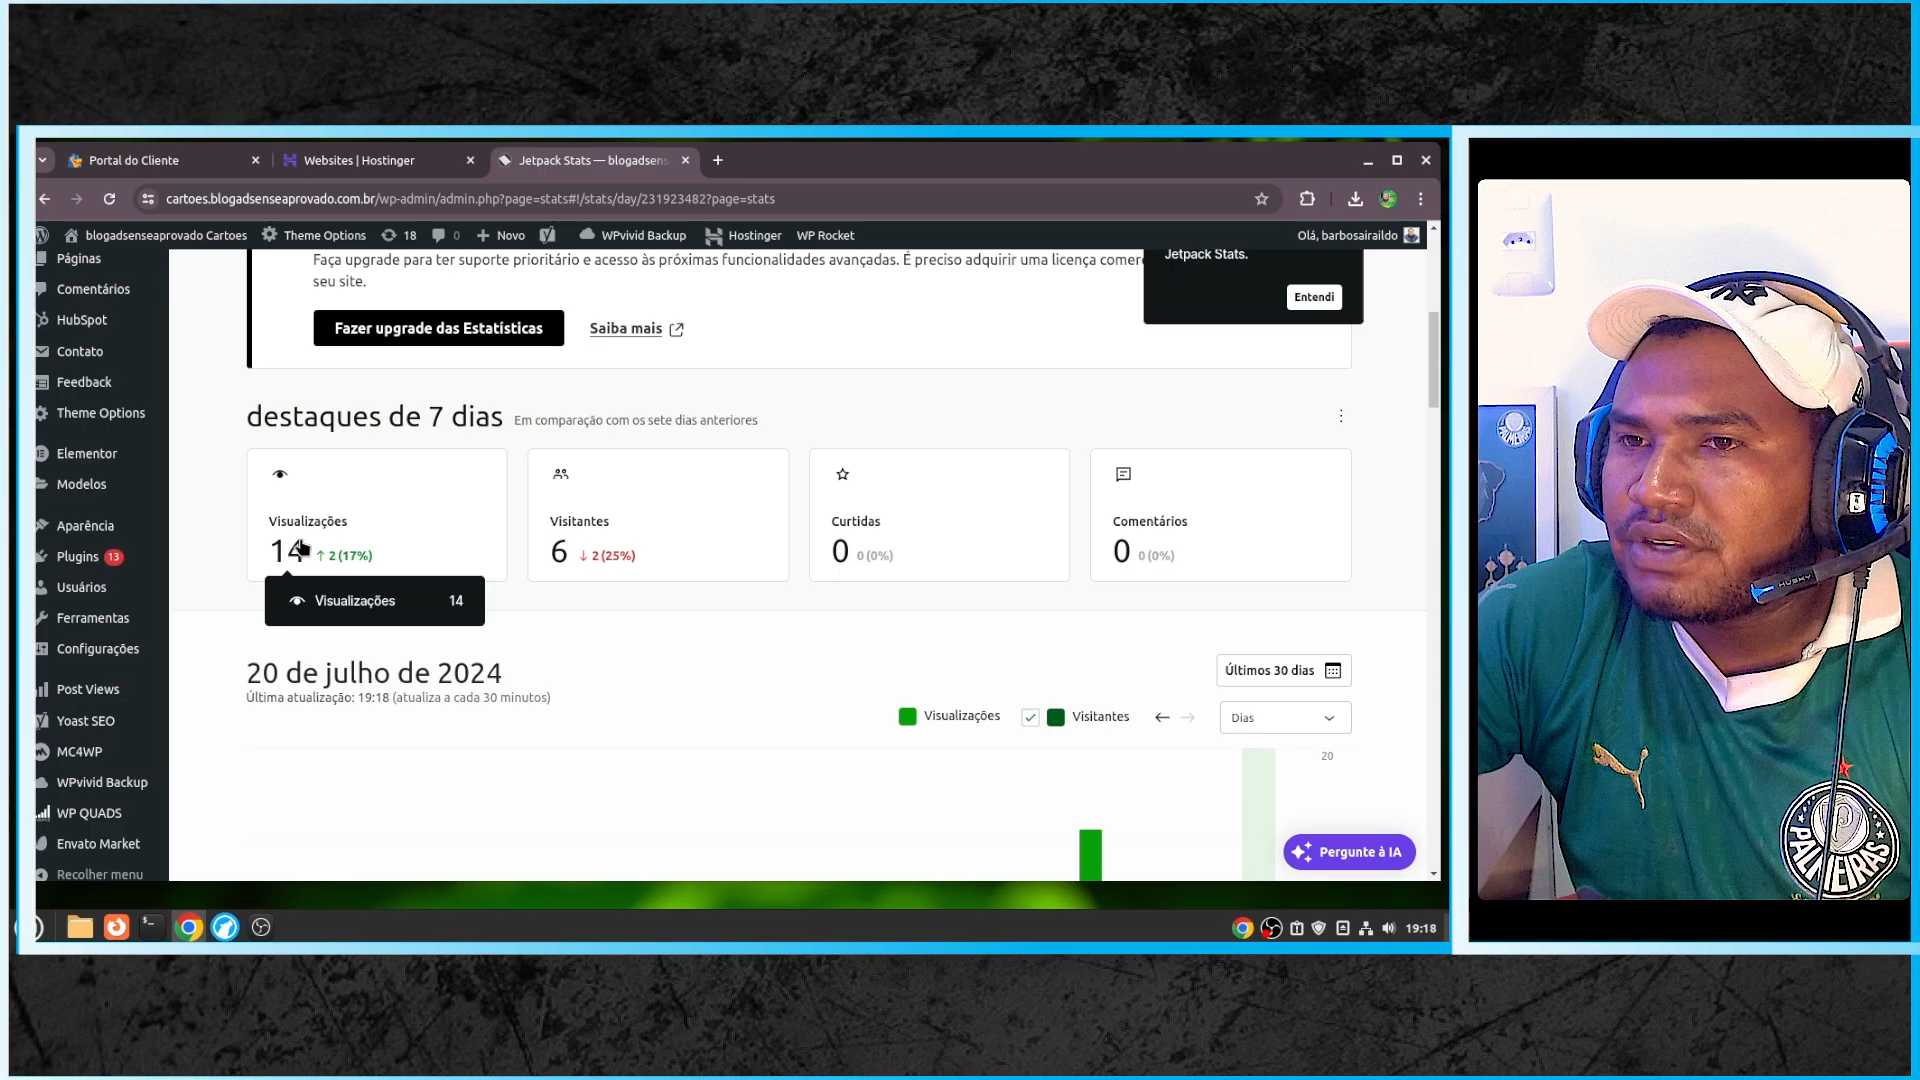 Portal do Cliente
Websites | Hostinger
Jetpack Stats — blogadsens
cartoes.blogadsenseaprovado.com.br/wp-admin/admin.php?page=stats#!/stats/day/231923482?page=stats
blogadsenseaprovado Cartoes
Theme Options
18
0
Novo
WPvivid Backup
Hostinger
WP Rocket
Olá, barbosairaildo
Páginas
Comentários
HubSpot
Contato
Feedback
Theme Options
Elementor
Modelos
Aparência
Plugins 13
Usuários
Ferramentas
Configurações
Post Views
Yoast SEO
MC4WP
WPvivid Backup
WP QUADS
Envato Market
Recolher menu
Faça upgrade para ter suporte prioritário e acesso às próximas funcionalidades avançadas. É preciso adquirir uma licença
seu site.
Fazer upgrade das Estatísticas
Saiba mais
Jetpack Stats.
Entendi
destaques de 7 dias
Em comparação com os sete dias anteriores
Visualizações
14
↑ 2 (17%)
Visualizações 14
Visitantes
6
↓ 2 (25%)
Curtidas
0
0 (0%)
Comentários
0
0 (0%)
20 de julho de 2024
Última atualização: 19:18 (atualiza a cada 30 minutos)
Últimos 30 dias
Visualizações
Visitantes
Dias
20
Pergunte à IA
19:18
PALMEIRAS
HUSKY
PALMEIRAS